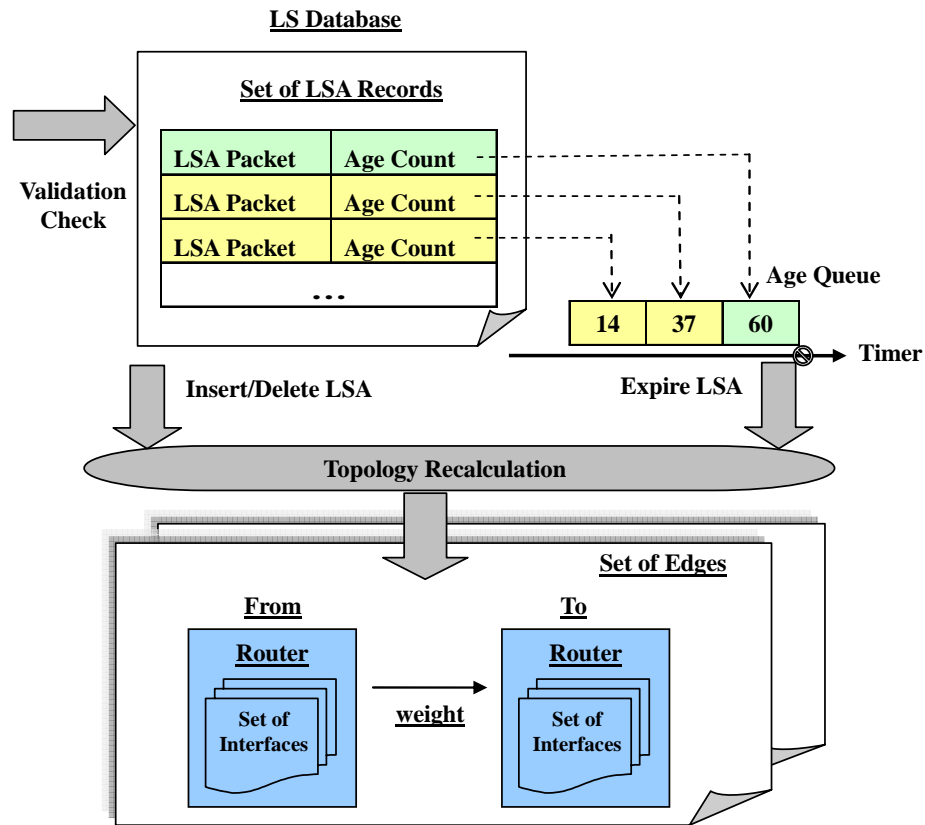 LS Database
Set of LSA Records
Validation
Check
LSA Packet Age Count
LSA Packet Age Count
LSA Packet Age Count
...
Age Queue
14 37 60
Timer
Insert/Delete LSA
Expire LSA
Topology Recalculation
Set of Edges
From
To
Router
Set of
Interfaces
weight
Router
Set of
Interfaces